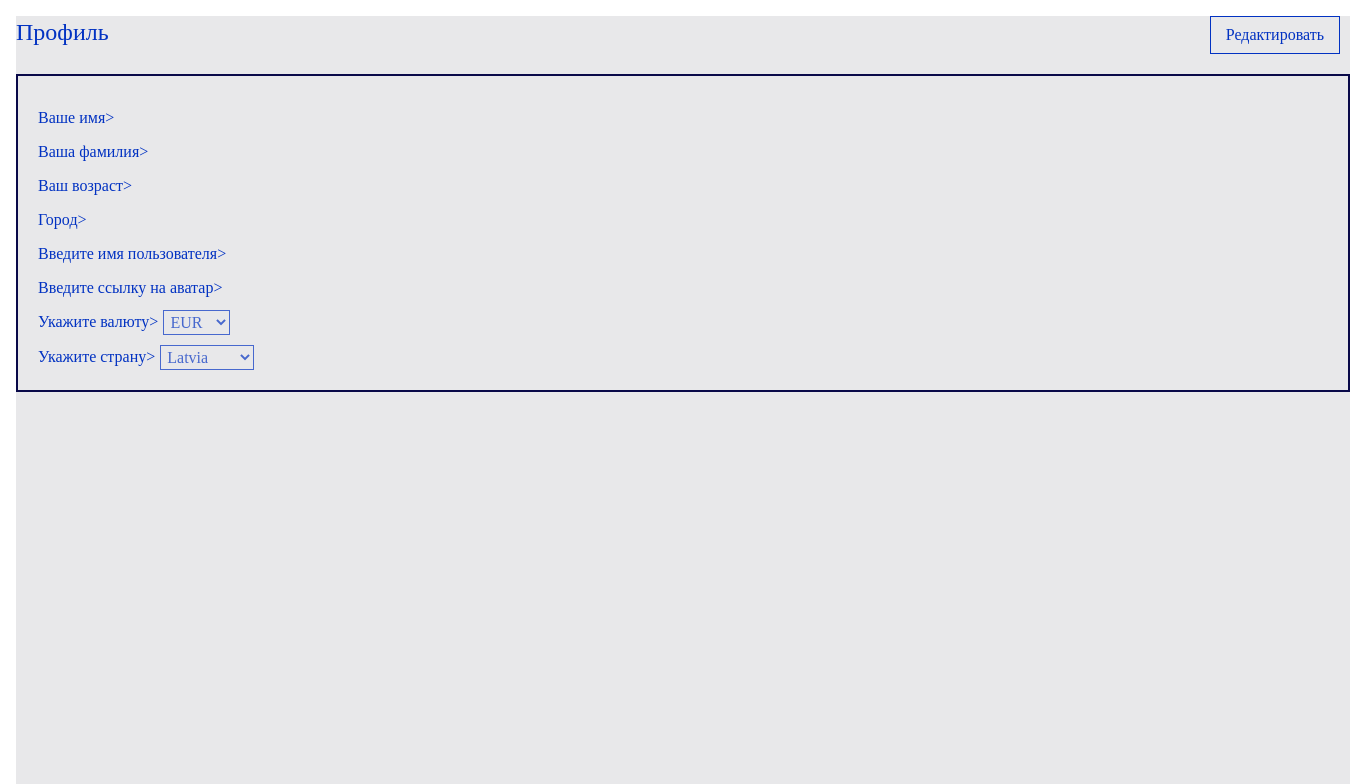 Профиль
Редактировать
Ваше имя>
Ваша фамилия>
Ваш возраст>
Город>
Введите имя пользователя>
Введите ссылку на аватар>
Укажите валюту> EUR
Укажите страну> Latvia